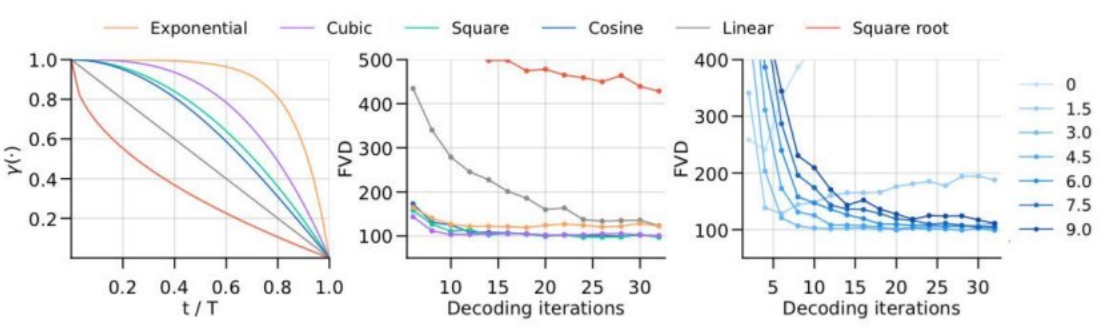 Exponential Cubic Square Cosine Linear Square root
1.0 0.8 0.6 0.4 0.2
γ(·)
0.2 0.4 0.6 0.8 1.0
t / T
500 400 300 200 100
FVD
10 15 20 25 30
Decoding iterations
400 300 200 100
FVD
5 10 15 20 25 30
Decoding iterations
0
1.5
3.0
4.5
6.0
7.5
9.0